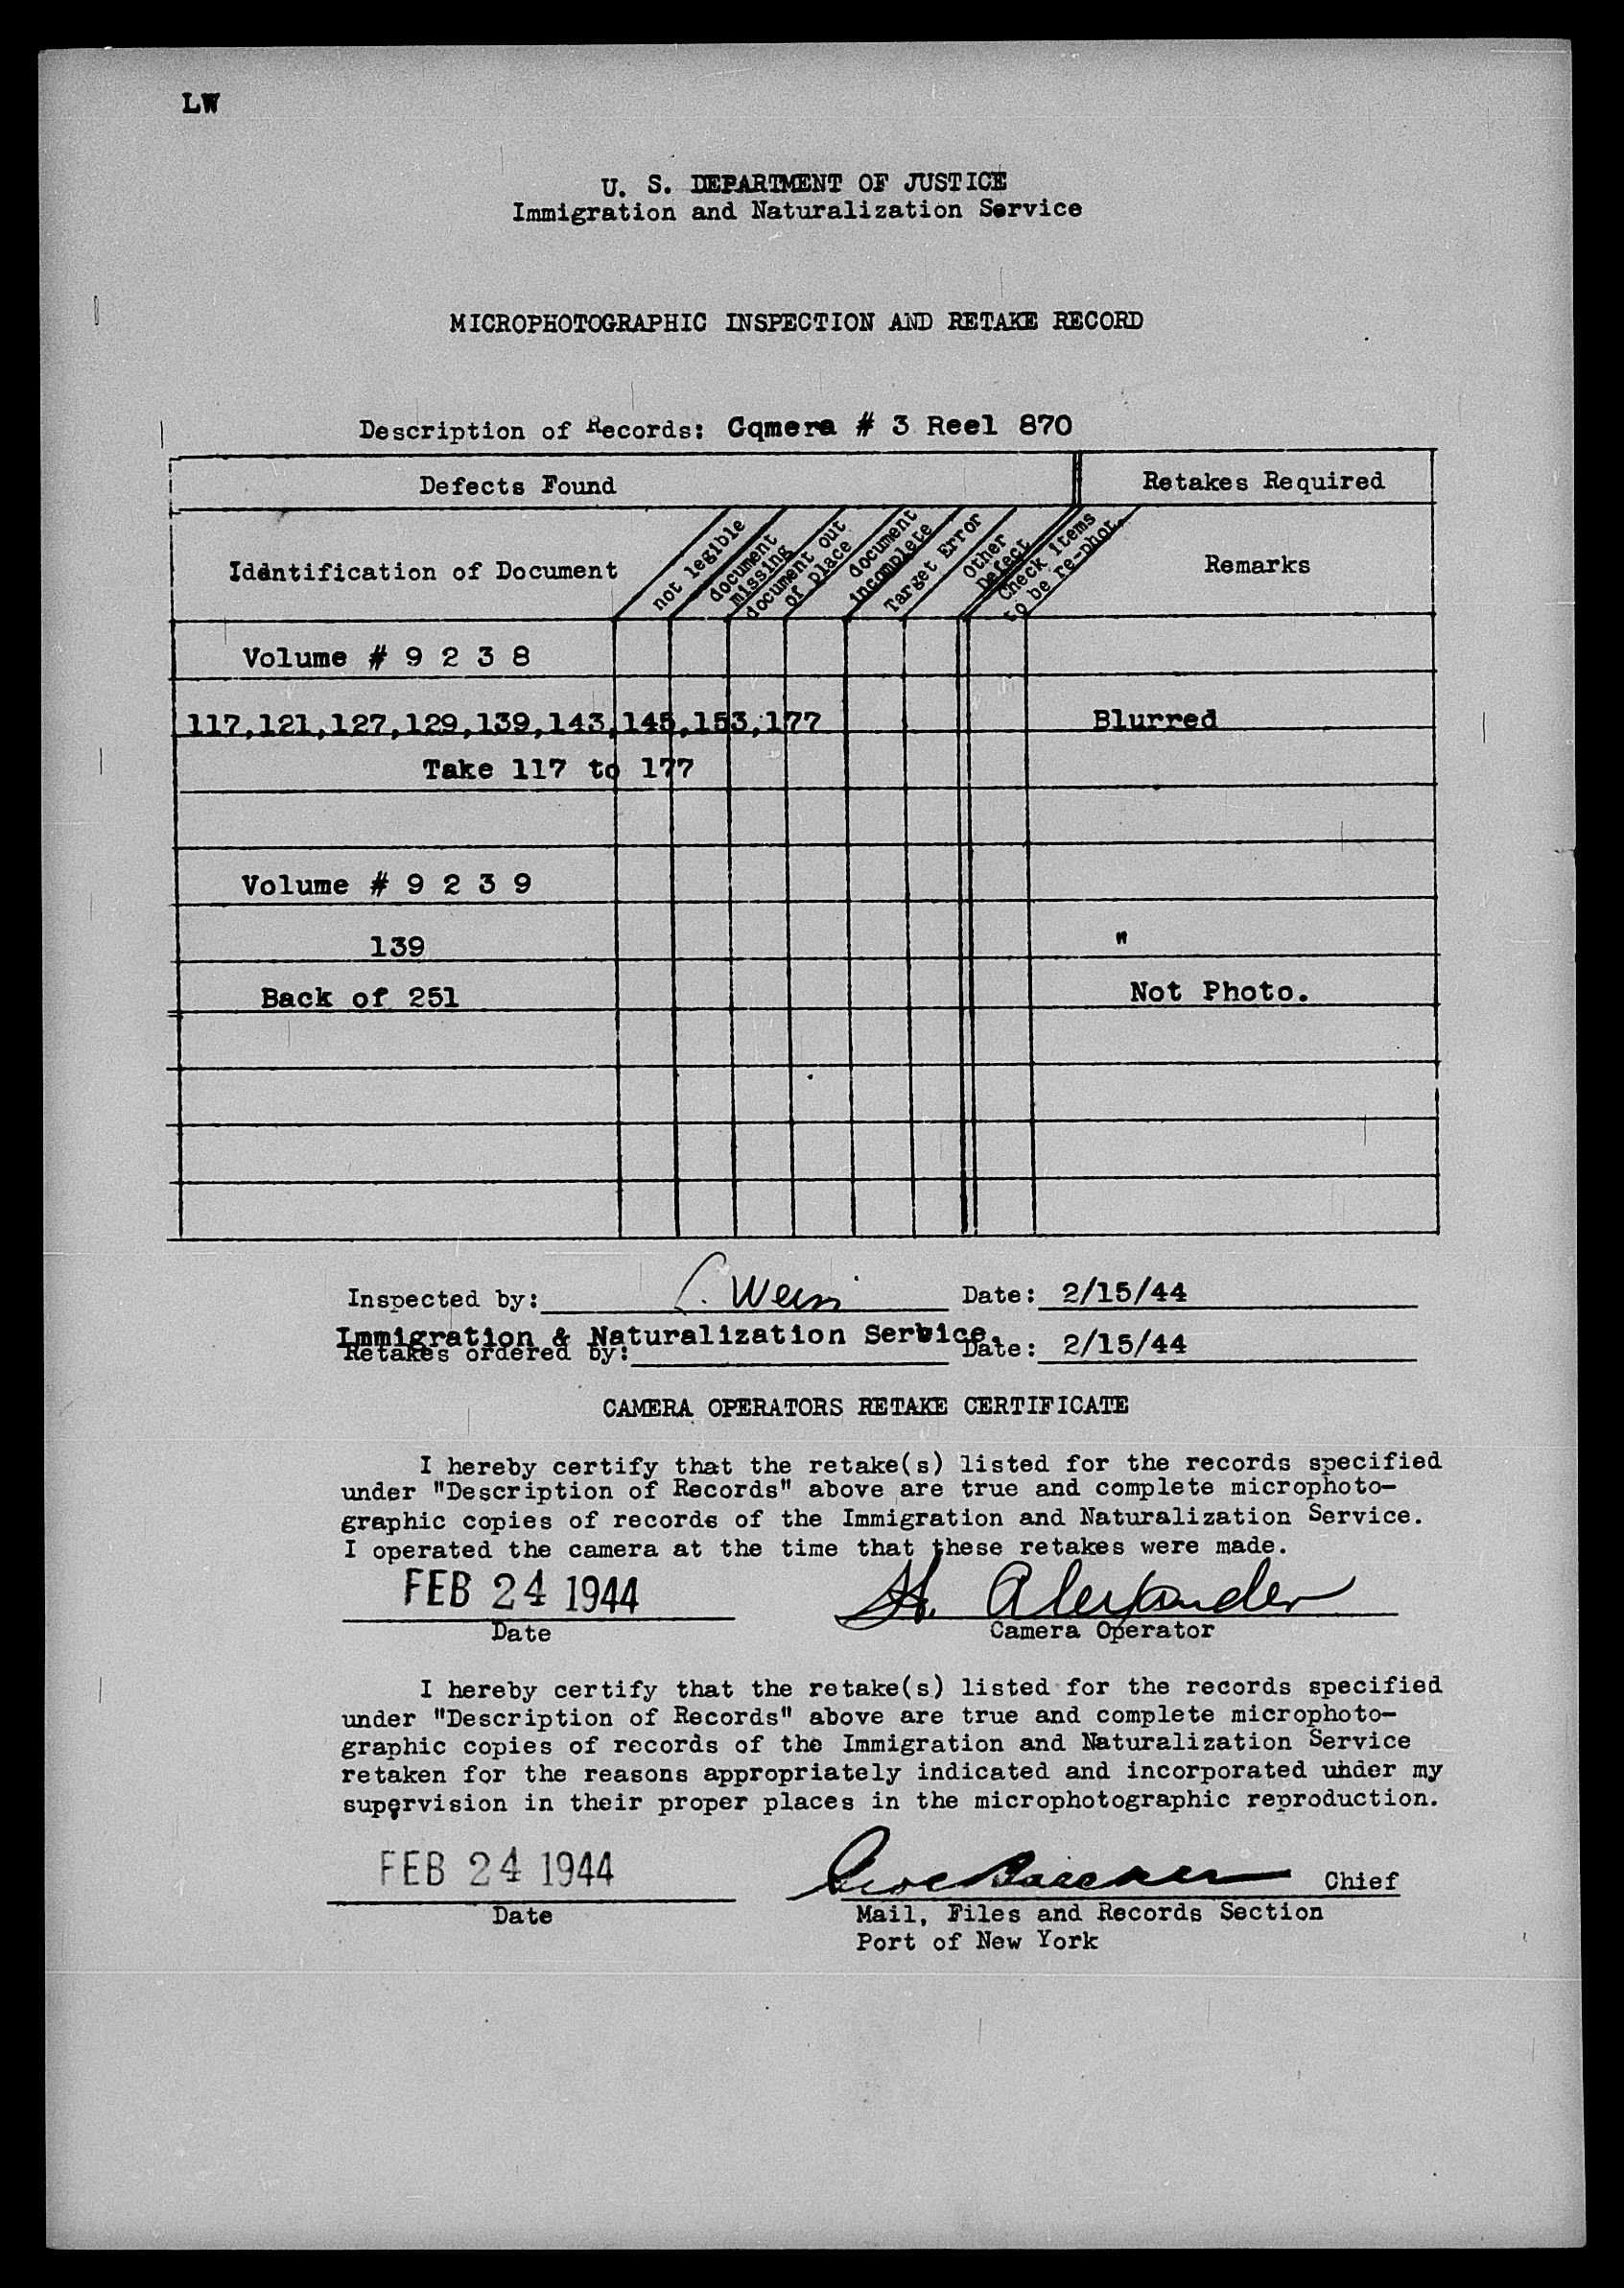 LW
U. S. DEPARTMENT OF JUSTICE
Immigration and Naturalization Service
MICROPHOTOGRAPHIC INSPECTION AND RETAKE RECORD
Description of Records: Cqmera # 3 Reel 870
Defects Found
Retakes Required
Identification of Document
not legible
document missing
document out of place
document incomplete
Target Error
Other Defect
Check items to be re-phot.
Remarks
Volume # 9 2 3 8
117,121,127,129,139,143,145,153,177 Blurred
Take 117 to 177
Volume # 9 2 3 9
139 "
Back of 251 Not Photo.
Inspected by: Date: 2/15/44
Immigration & Naturalization Service.
Retakes ordered by: Date: 2/15/44
CAMERA OPERATORS RETAKE CERTIFICATE
I hereby certify that the retake(s) listed for the records specified
under "Description of Records" above are true and complete microphoto-
graphic copies of records of the Immigration and Naturalization Service.
I operated the camera at the time that these retakes were made.
FEB 24 1944 H. Alexander
Date Camera Operator
I hereby certify that the retake(s) listed for the records specified
under "Description of Records" above are true and complete microphoto-
graphic copies of records of the Immigration and Naturalization Service
retaken for the reasons appropriately indicated and incorporated under my
supervision in their proper places in the microphotographic reproduction.
FEB 24 1944 Chief
Date Mail, Files and Records Section
Port of New York